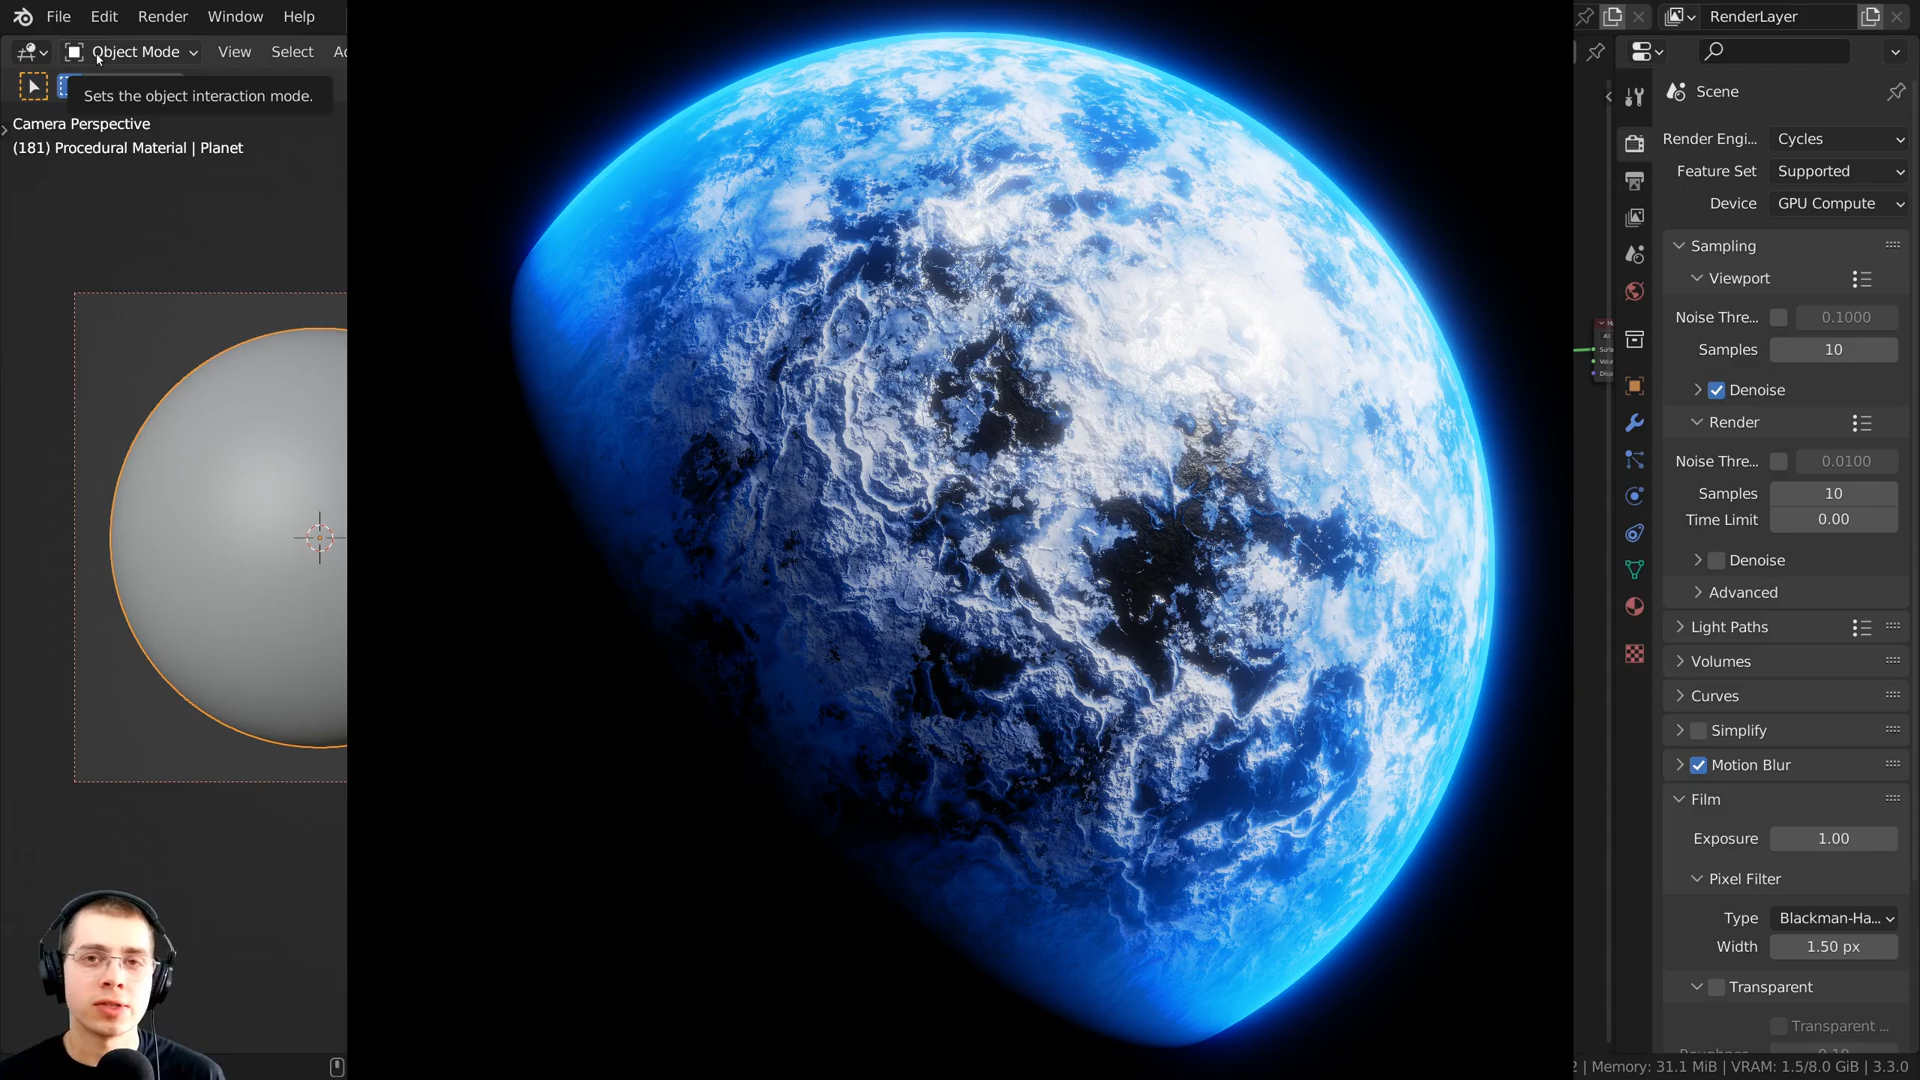 File Edit Render Window Help
RenderLayer
Object Mode View Select
Sets the object interaction mode.
Camera Perspective
(181) Procedural Material | Planet
Scene
Render Engi... Cycles
Feature Set Supported
Device GPU Compute
Sampling
Viewport
Noise Thre... 0.1000
Samples 10
Denoise
Render
Noise Thre... 0.0100
Samples 10
Time Limit 0.00
Denoise
Advanced
Light Paths
Volumes
Curves
Simplify
Motion Blur
Film
Exposure 1.00
Pixel Filter
Type Blackman-Ha...
Width 1.50 px
Transparent
Transparent ...
| Memory: 31.1 MiB | VRAM: 1.5/8.0 GiB | 3.3.0